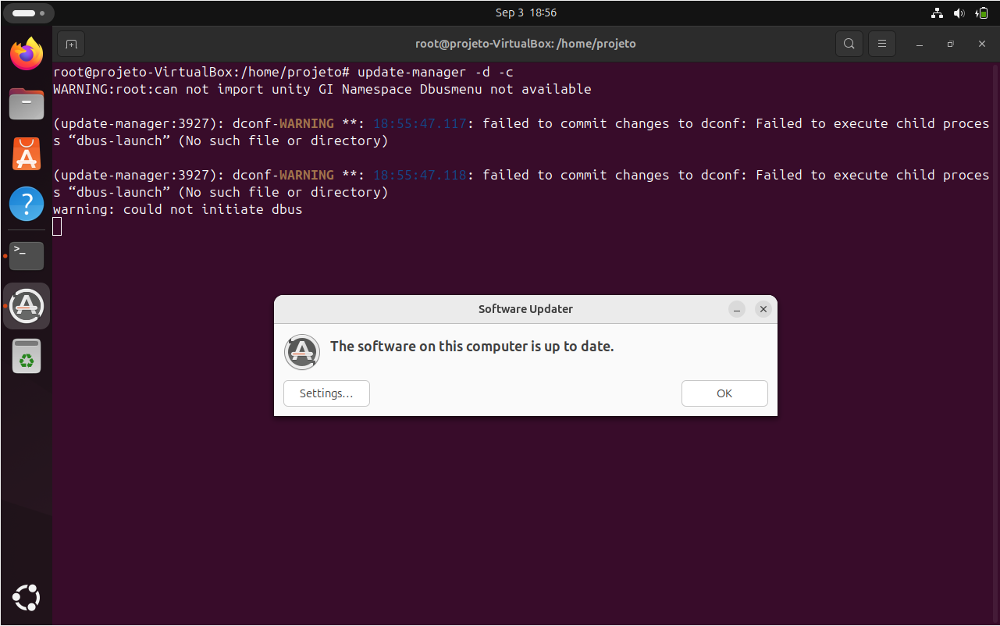 Sep 3 18:56
root@projeto-VirtualBox: /home/projeto
root@projeto-VirtualBox:/home/projeto# update-manager -d -c
WARNING:root:can not import unity GI Namespace Dbusmenu not available
(update-manager:3927): dconf-WARNING **: 18:55:47.117: failed to commit changes to dconf: Failed to execute child proces
s “dbus-launch” (No such file or directory)
(update-manager:3927): dconf-WARNING **: 18:55:47.118: failed to commit changes to dconf: Failed to execute child proces
s “dbus-launch” (No such file or directory)
warning: could not initiate dbus
Software Updater
The software on this computer is up to date.
Settings…
OK